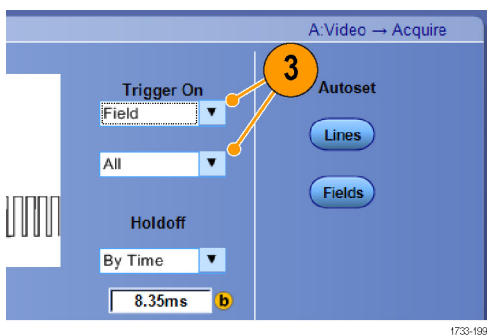 A:Video → Acquire
3
Trigger On
Autoset
Field
Lines
All
Fields
Holdoff
By Time
8.35ms b
1733-199